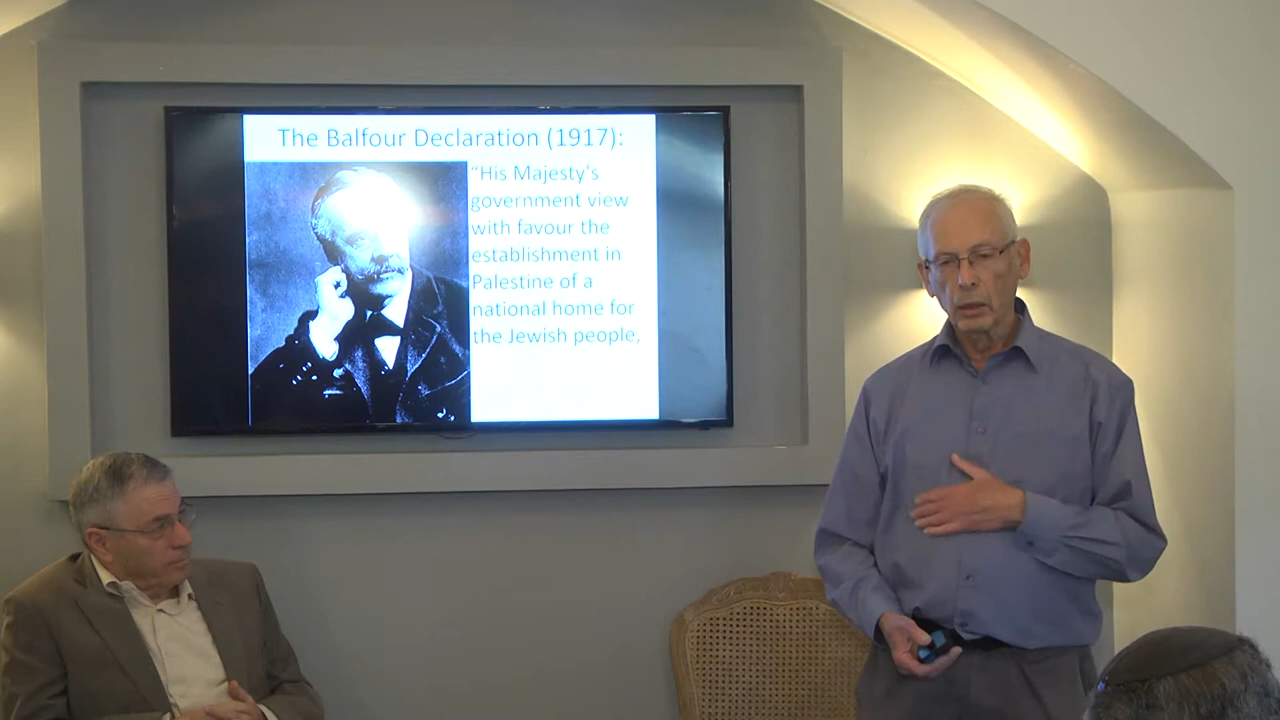 The Balfour Declaration (1917):
"His Majesty's
government view
with favour the
establishment in
Palestine of a
national home for
the Jewish people,